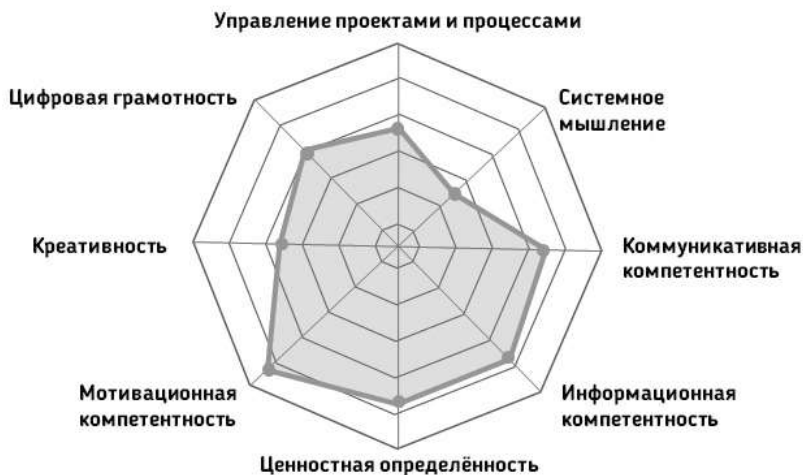 Управление проектами и процессами
Цифровая грамотность
Системное
мышление
Креативность
Коммуникативная
компетентность
Мотивационная
компетентность
Информационная
компетентность
Ценностная определённость